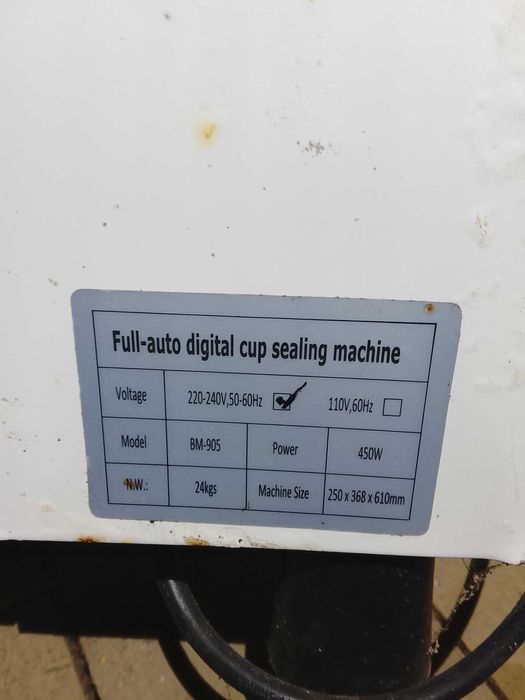 Full-auto digital cup sealing machine
Voltage 220-240V,50-60Hz 110V,60Hz
Model BM-905 Power 450W
N.W.: 24kgs Machine Size 250 x 368 x 610mm